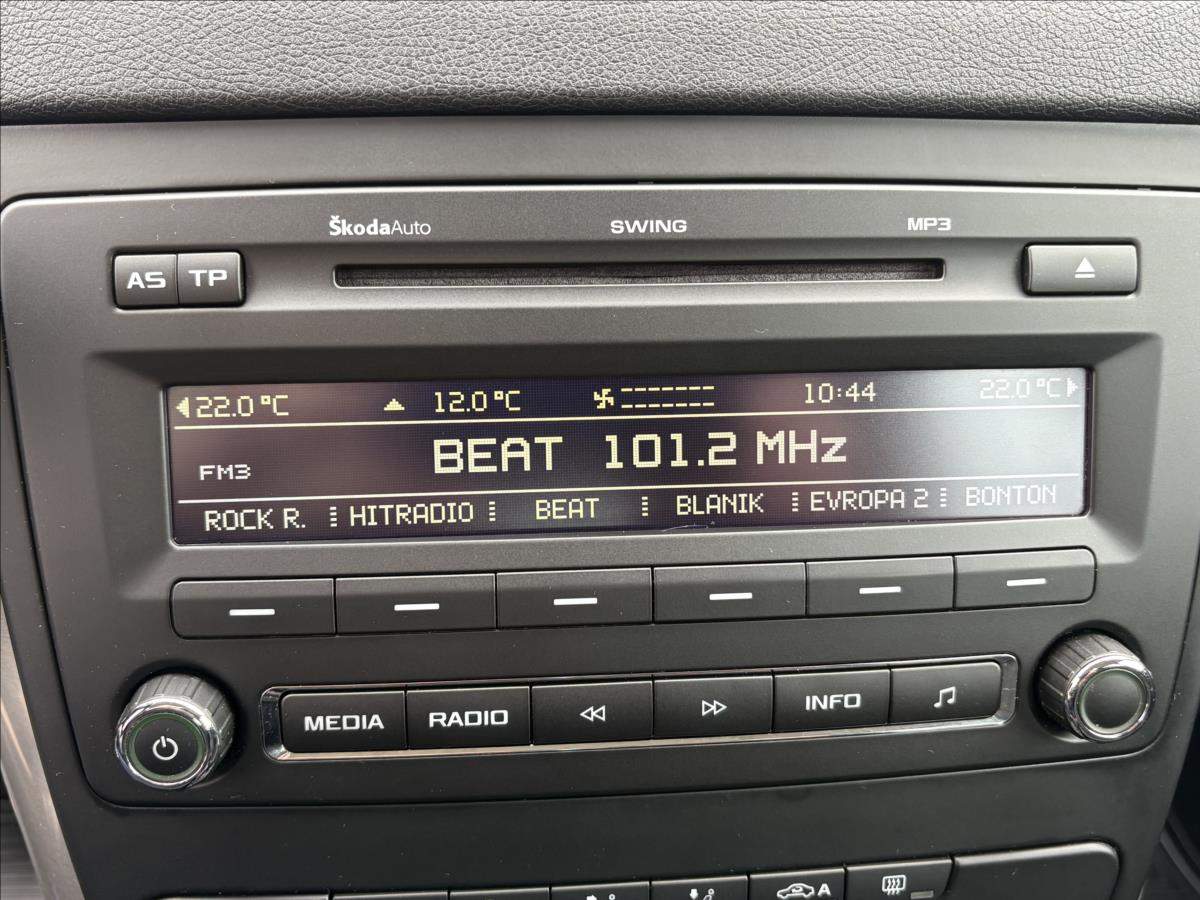 ŠkodaAuto SWING MP3
AS TP
22.0 °C 12.0 °C 10:44 22.0 °C
BEAT 101.2 MHz
FM3
ROCK R. HITRADIO BEAT BLANIK EVROPA 2 BONTON
MEDIA RADIO INFO
A